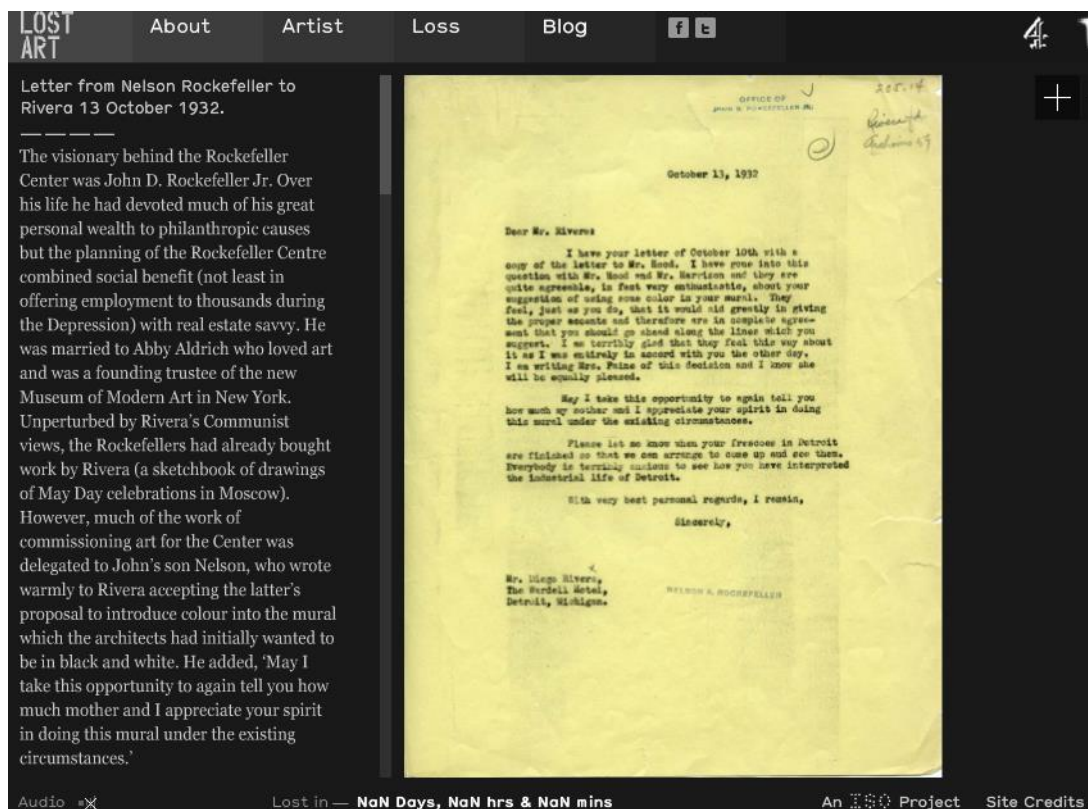 LOST
ART
About
Artist
Loss
Blog
f t
4
Letter from Nelson Rockefeller to
Rivera 13 October 1932.
The visionary behind the Rockefeller
Center was John D. Rockefeller Jr. Over
his life he had devoted much of his great
personal wealth to philanthropic causes
but the planning of the Rockefeller Centre
combined social benefit (not least in
offering employment to thousands during
the Depression) with real estate savvy. He
was married to Abby Aldrich who loved art
and was a founding trustee of the new
Museum of Modern Art in New York.
Unperturbed by Rivera's Communist
views, the Rockefellers had already bought
work by Rivera (a sketchbook of drawings
of May Day celebrations in Moscow).
However, much of the work of
commissioning art for the Center was
delegated to John's son Nelson, who wrote
warmly to Rivera accepting the latter's
proposal to introduce colour into the mural
which the architects had initially wanted to
be in black and white. He added, 'May I
take this opportunity to again tell you how
much mother and I appreciate your spirit
in doing this mural under the existing
circumstances.'
OFFICE OF
JOHN D. ROCKEFELLER JR.
October 13, 1932
Dear Mr. Rivera:
I have your letter of October 10th with a
copy of the letter to Mr. Hood. I have gone into this
question with Mr. Hood and Mr. Harrison and they are
quite agreeable, in fact very enthusiastic, about your
suggestion of using some color in your mural. They
feel, just as you do, that it would aid greatly in giving
the proper accents and therefore are in complete agree-
ment that you should go ahead along the lines which you
suggest. I am terribly glad that they feel this way about
it as I was entirely in accord with you the other day.
I am writing Mrs. Paine of this decision and I know she
will be equally pleased.
May I take this opportunity to again tell you
how much my mother and I appreciate your spirit in doing
this mural under the existing circumstances.
Please let me know when your frescoes in Detroit
are finished so that we can arrange to come up and see them.
Everybody is terribly anxious to see how you have interpreted
the industrial life of Detroit.
With very best personal regards, I remain,
Sincerely,
Mr. Diego Rivera,
The Wardell Hotel,
Detroit, Michigan.
NELSON A. ROCKEFELLER
Audio
Lost in — NaN Days, NaN hrs & NaN mins
An ISO Project
Site Credits